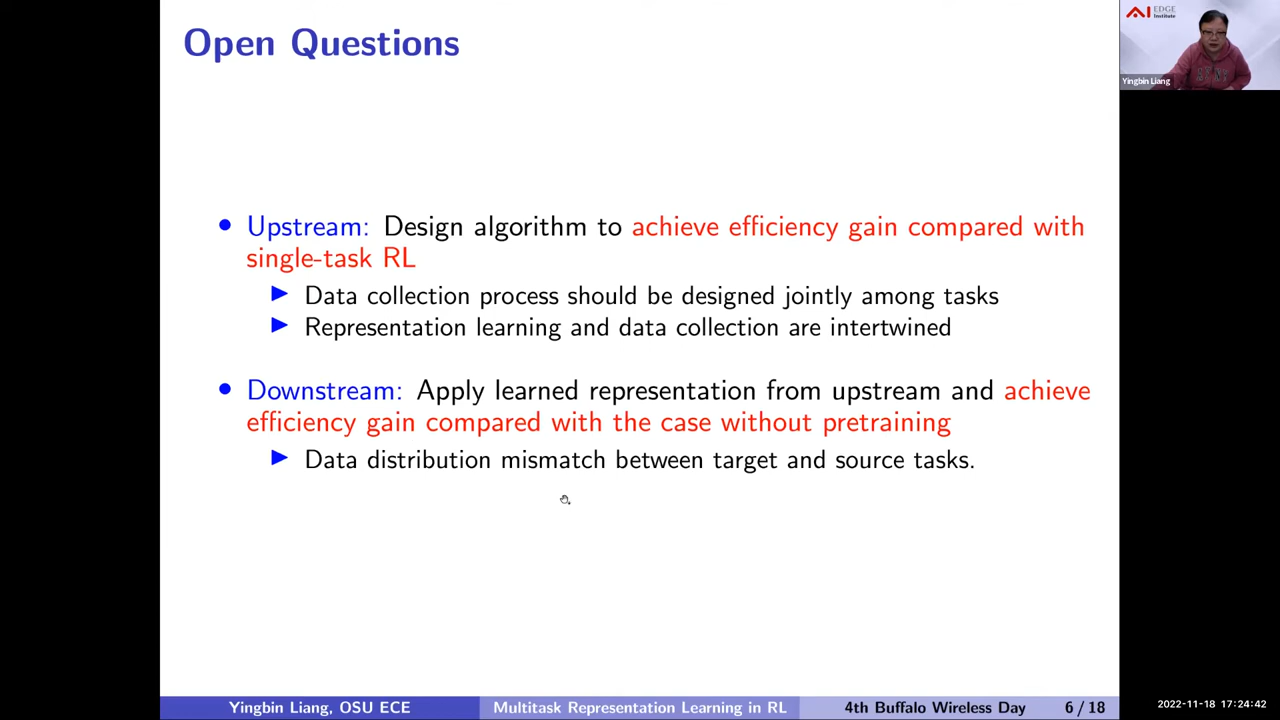 Open Questions
AI EDGE
Institute
Yingbin Liang
• Upstream: Design algorithm to achieve efficiency gain compared with
single-task RL
▶ Data collection process should be designed jointly among tasks
▶ Representation learning and data collection are intertwined
• Downstream: Apply learned representation from upstream and achieve
efficiency gain compared with the case without pretraining
▶ Data distribution mismatch between target and source tasks.
Yingbin Liang, OSU ECE
Multitask Representation Learning in RL
4th Buffalo Wireless Day
6 / 18
2022-11-18 17:24:42